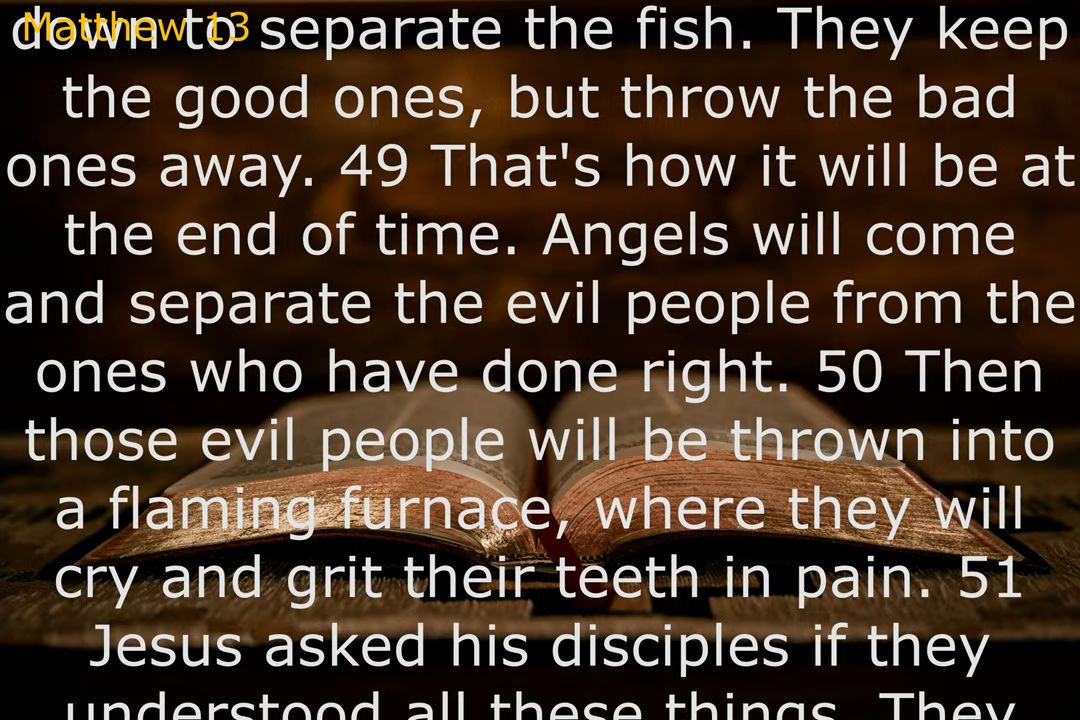 Matthew 13
down to separate the fish. They keep
the good ones, but throw the bad
ones away. 49 That's how it will be at
the end of time. Angels will come
and separate the evil people from the
ones who have done right. 50 Then
those evil people will be thrown into
a flaming furnace, where they will
cry and grit their teeth in pain. 51
Jesus asked his disciples if they
understood all these things. They